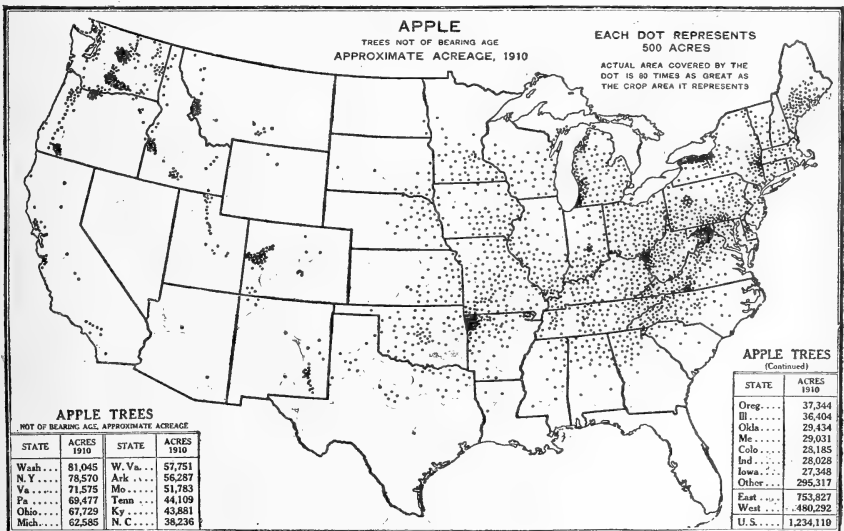 APPLE
TREES NOT OF BEARING AGE
APPROXIMATE ACREAGE, 1910
EACH DOT REPRESENTS
500 ACRES
ACTUAL AREA COVERED BY THE
DOT IS 80 TIMES AS GREAT AS
THE CROP AREA IT REPRESENTS
APPLE TREES
NOT OF BEARING AGE, APPROXIMATE ACREAGE
STATE ACRES 1910 STATE ACRES 1910
Wash.... 81,045 W. Va.... 57,751
N. Y..... 78,570 Ark..... 56,287
Va...... 71,575 Mo...... 51,783
Pa...... 69,477 Tenn.... 44,109
Ohio.... 67,729 Ky...... 43,881
Mich.... 62,585 N. C..... 38,236
APPLE TREES
(Continued)
STATE ACRES 1910
Oreg.... 37,344
Ill...... 36,404
Okla.... 29,434
Me...... 29,031
Colo.... 28,185
Ind..... 28,028
Iowa.... 27,348
Other... 295,317
East.... 753,827
West.... 480,292
U. S..... 1,234,119